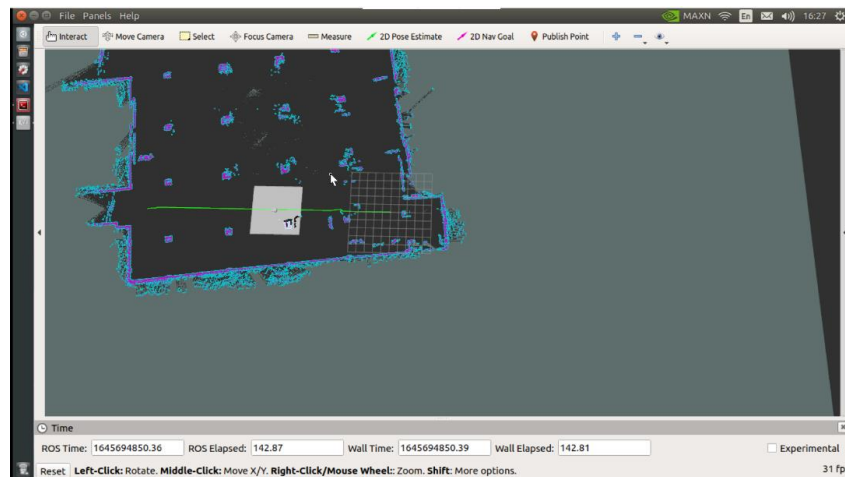 File Panels Help
MAXN En 16:27
Interact Move Camera Select Focus Camera Measure 2D Pose Estimate 2D Nav Goal Publish Point
Time
ROS Time: 1645694850.36 ROS Elapsed: 142.87 Wall Time: 1645694850.39 Wall Elapsed: 142.81 Experimental
Reset Left-Click: Rotate. Middle-Click: Move X/Y. Right-Click/Mouse Wheel:: Zoom. Shift: More options. 31 fp